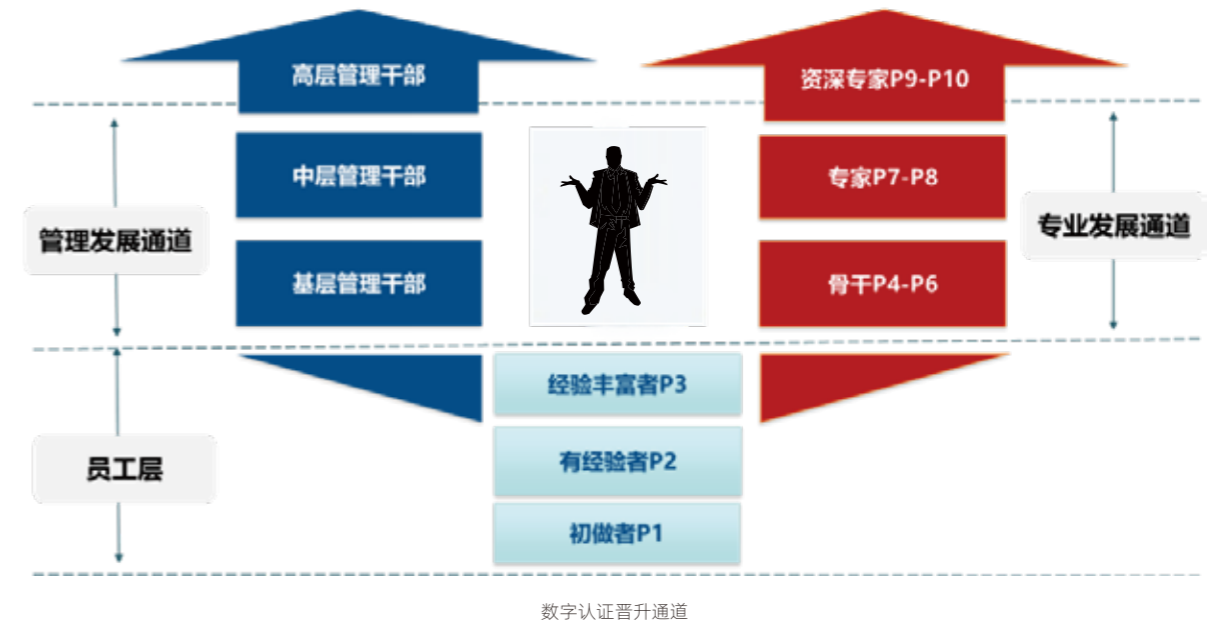 高层管理干部
资深专家P9-P10
中层管理干部
专家P7-P8
管理发展通道
专业发展通道
基层管理干部
骨干P4-P6
经验丰富者P3
员工层
有经验者P2
初做者P1
数字认证晋升通道